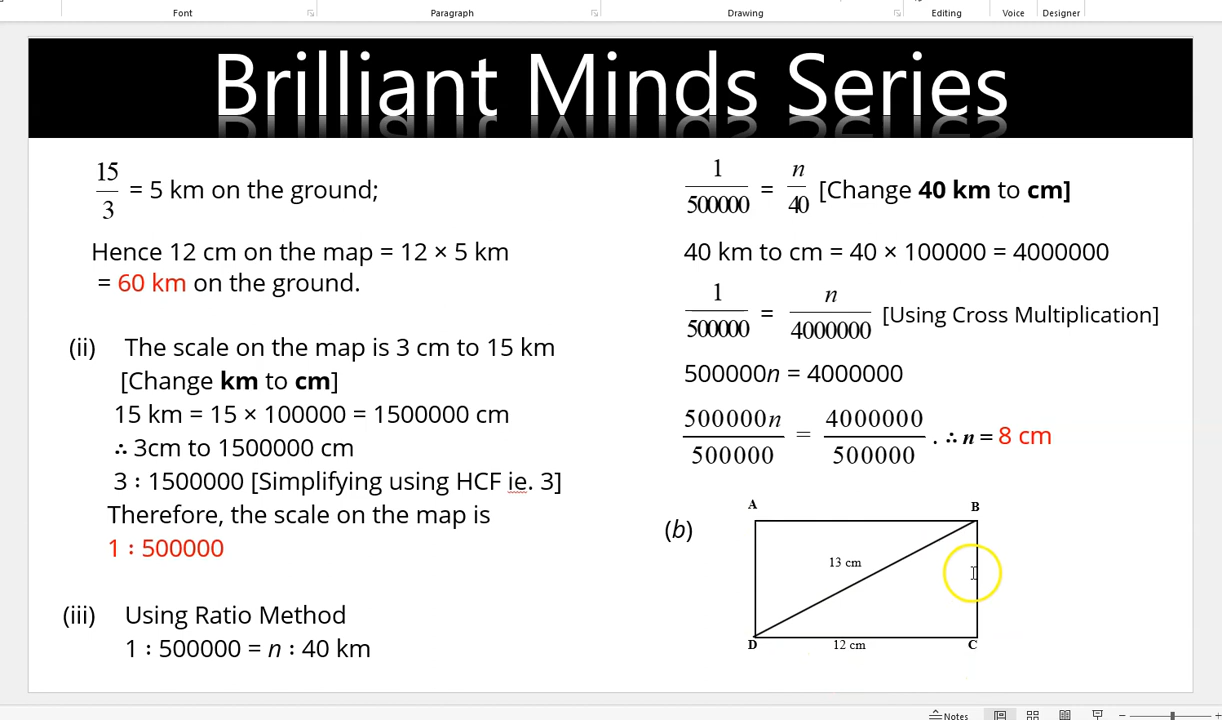 Font Paragraph Drawing Editing Voice Designer
Brilliant Minds Series
15/3 = 5 km on the ground;
Hence 12 cm on the map = 12 × 5 km
= 60 km on the ground.
(ii) The scale on the map is 3 cm to 15 km
[Change km to cm]
15 km = 15 × 100000 = 1500000 cm
∴ 3cm to 1500000 cm
3 : 1500000 [Simplifying using HCF ie. 3]
Therefore, the scale on the map is
1 : 500000
(iii) Using Ratio Method
1 : 500000 = n : 40 km
1/500000 = n/40 [Change 40 km to cm]
40 km to cm = 40 × 100000 = 4000000
1/500000 = n/4000000 [Using Cross Multiplication]
500000n = 4000000
500000n/500000 = 4000000/500000 . ∴ n = 8 cm
(b)
A B
13 cm
D 12 cm C
Notes